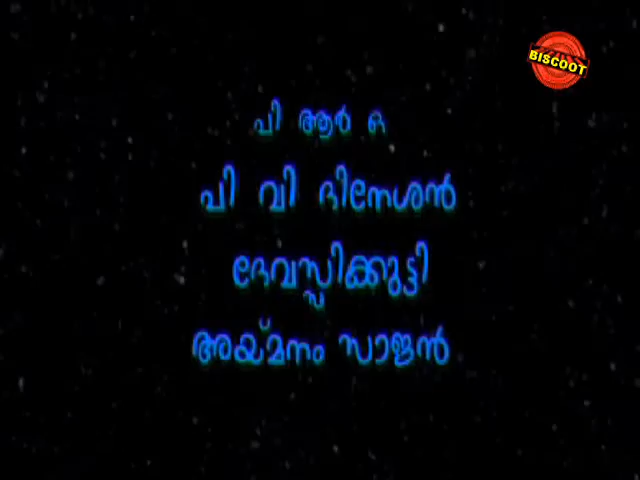 BISCOOT
പി ആർ ഒ
പി വി ദിനേശൻ
ദേവസ്സിക്കുട്ടി
അയ്മനം സാജൻ